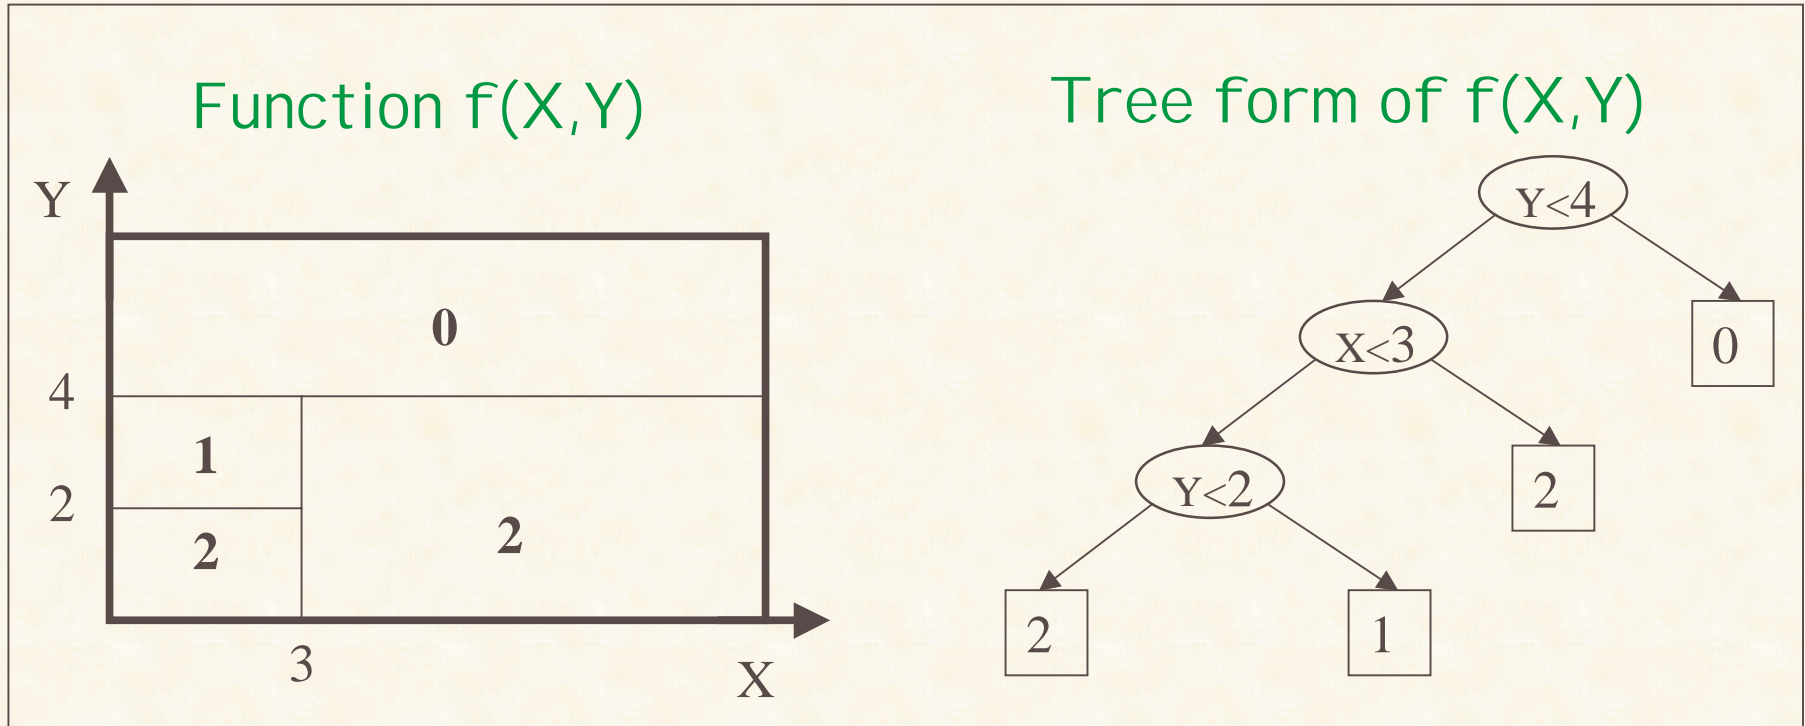 Function f(X,Y)
Y
0
4
1
2
2
2
3
X
Tree form of f(X,Y)
Y<4
X<3
0
Y<2
2
2
1